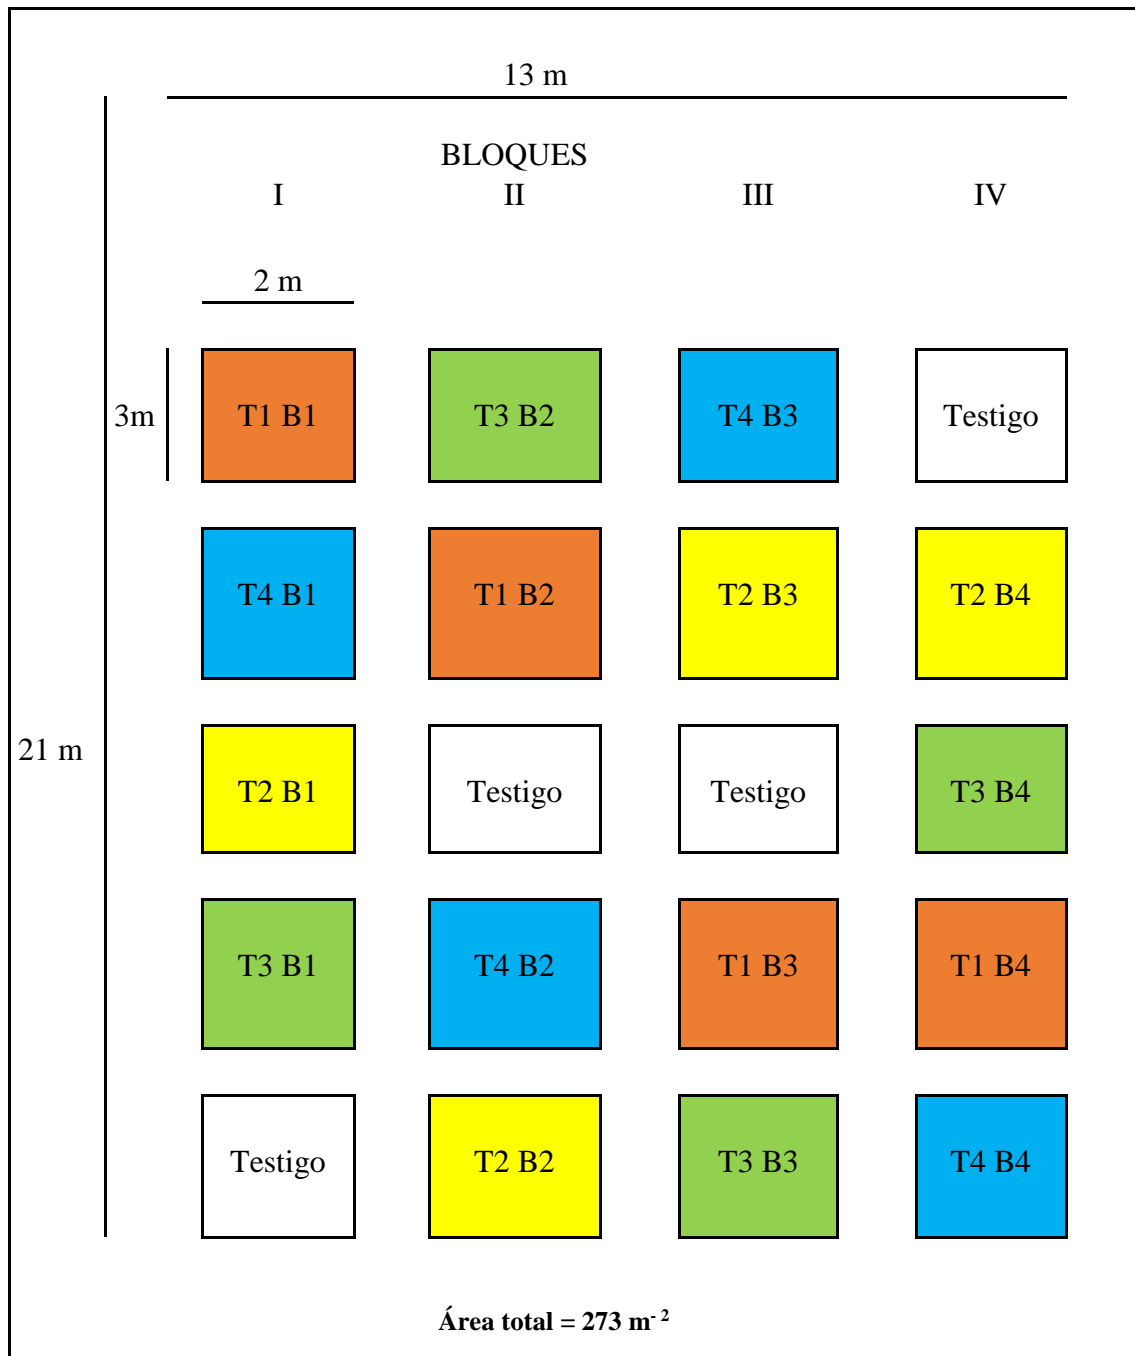 13 m
BLOQUES
I II III IV
2 m
3m
T1 B1 T3 B2 T4 B3 Testigo
T4 B1 T1 B2 T2 B3 T2 B4
21 m
T2 B1 Testigo Testigo T3 B4
T3 B1 T4 B2 T1 B3 T1 B4
Testigo T2 B2 T3 B3 T4 B4
Área total = 273 m⁻²